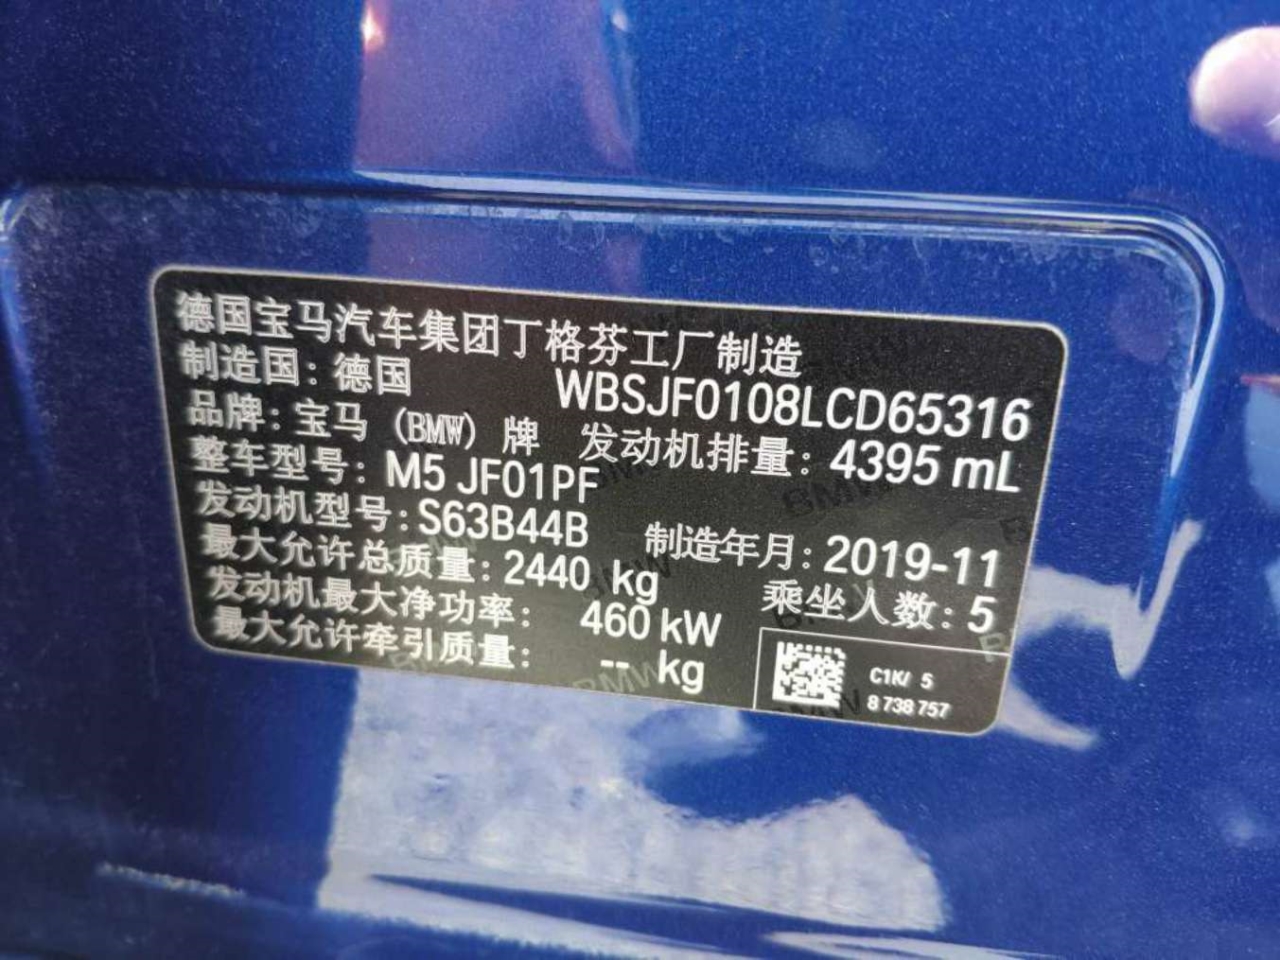 德国宝马汽车集团丁格芬工厂制造
制造国：德国 WBSJF0108LCD65316
品牌：宝马 (BMW) 牌 发动机排量：4395 mL
整车型号：M5 JF01PF
发动机型号：S63B44B 制造年月：2019-11
最大允许总质量：2440 kg 乘坐人数：5
发动机最大净功率： 460 kW
最大允许牵引质量： -- kg
C1K/ 5
8 738 757